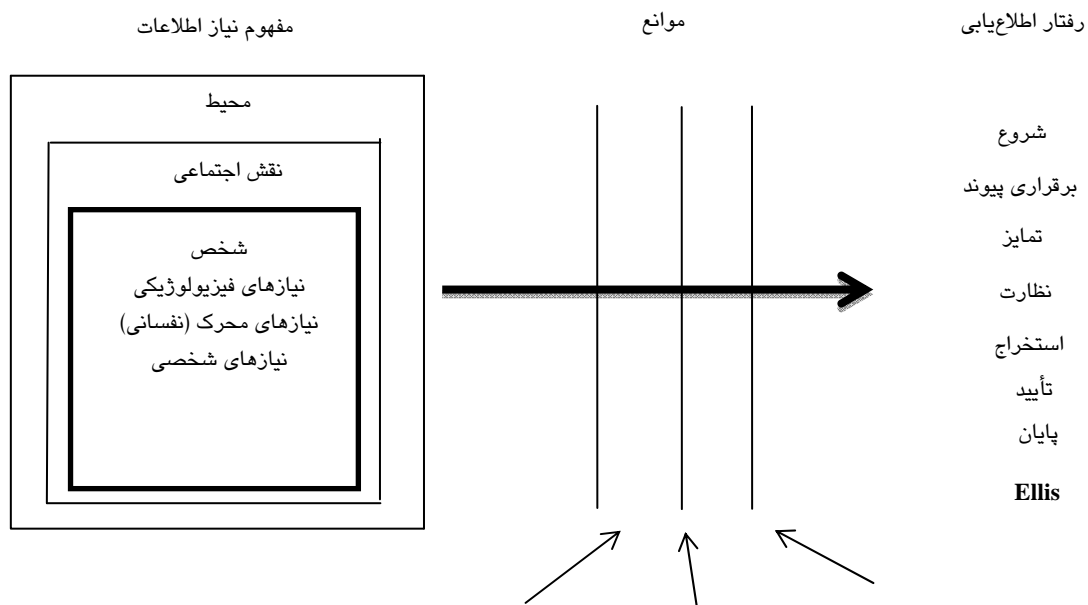 رفتار اطلاع‌یابی
موانع
مفهوم نیاز اطلاعات
محیط
نقش اجتماعی
شخص
نیازهای فیزیولوژیکی
نیازهای محرک (نفسانی)
نیازهای شخصی
شروع
برقراری پیوند
تمایز
نظارت
استخراج
تأیید
پایان
Ellis